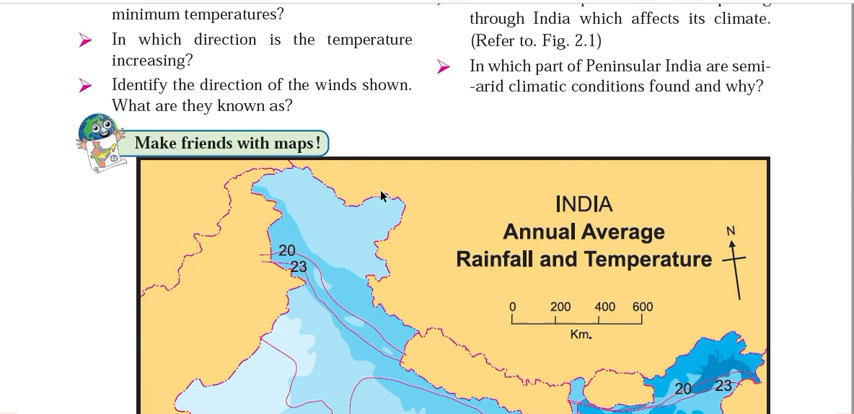 minimum temperatures?
➤ In which direction is the temperature
increasing?
➤ Identify the direction of the winds shown.
What are they known as?
through India which affects its climate.
(Refer to. Fig. 2.1)
➤ In which part of Peninsular India are semi-
-arid climatic conditions found and why?
Make friends with maps!
INDIA
Annual Average
Rainfall and Temperature
N
0 200 400 600
Km.
20
23
20 23